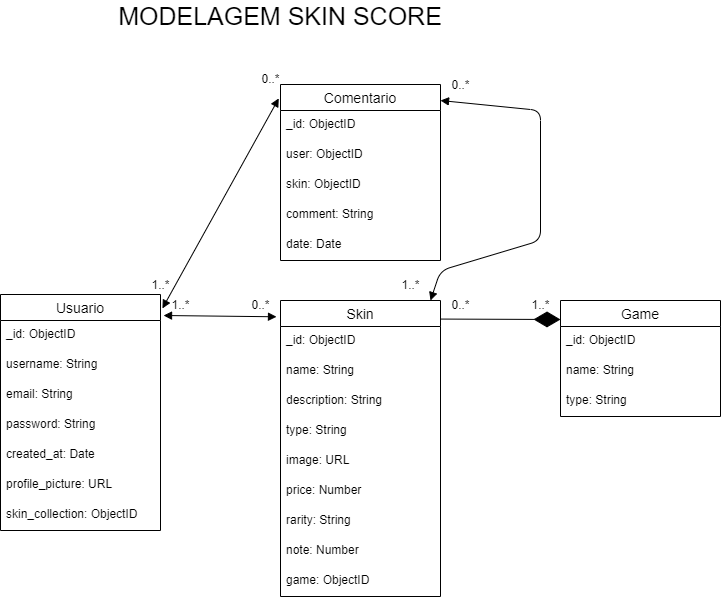 MODELAGEM SKIN SCORE
0..*
0..*
Comentario
_id: ObjectID
user: ObjectID
skin: ObjectID
comment: String
date: Date
1..*
1..*
Usuario
_id: ObjectID
username: String
email: String
password: String
created_at: Date
profile_picture: URL
skin_collection: ObjectID
1..*
0..*
Skin
_id: ObjectID
name: String
description: String
type: String
image: URL
price: Number
rarity: String
note: Number
game: ObjectID
0..*
1..*
Game
_id: ObjectID
name: String
type: String